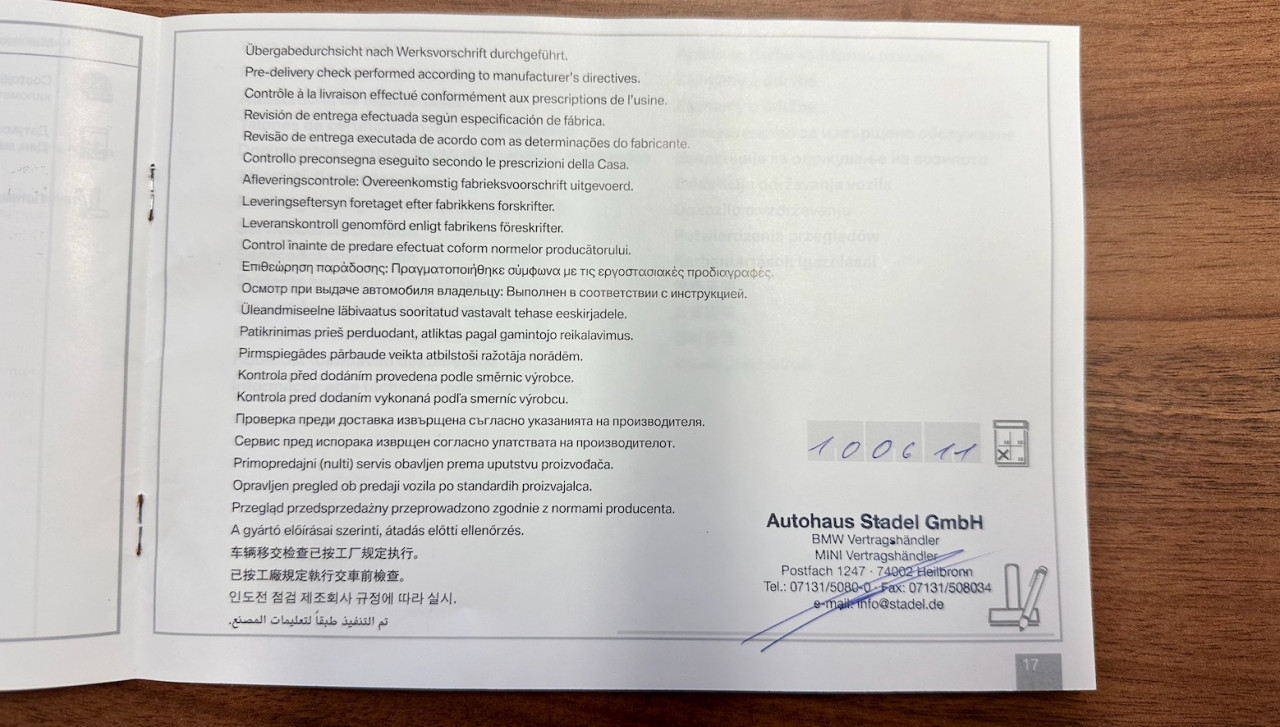 Übergabedurchsicht nach Werksvorschrift durchgeführt.
Pre-delivery check performed according to manufacturer's directives.
Contrôle à la livraison effectué conformément aux prescriptions de l'usine.
Revisión de entrega efectuada según especificación de fábrica.
Revisão de entrega executada de acordo com as determinações do fabricante.
Controllo preconsegna eseguito secondo le prescrizioni della Casa.
Afleveringscontrole: Overeenkomstig fabrieksvoorschrift uitgevoerd.
Leveringseftersyn foretaget efter fabrikkens forskrifter.
Leveranskontroll genomförd enligt fabrikens föreskrifter.
Control înainte de predare efectuat coform normelor producătorului.
Επιθεώρηση παράδοσης: Πραγματοποιήθηκε σύμφωνα με τις εργοστασιακές προδιαγραφές.
Осмотр при выдаче автомобиля владельцу: Выполнен в соответствии с инструкцией.
Üleandmiseelne läbivaatus sooritatud vastavalt tehase eeskirjadele.
Patikrinimas prieš perduodant, atliktas pagal gamintojo reikalavimus.
Pirmspiegādes pārbaude veikta atbilstoši ražotāja norādēm.
Kontrola před dodáním provedena podle směrnic výrobce.
Kontrola pred dodaním vykonaná podľa smerníc výrobcu.
Проверка преди доставка извършена съгласно указанията на производителя.
Сервис пред испорака изврщен согласно упатствата на производителот.
Primopredajni (nulti) servis obavljen prema uputstvu proizvođača.
Opravljen pregled ob predaji vozila po standardih proizvajalca.
Przegląd przedsprzedażny przeprowadzono zgodnie z normami producenta.
A gyártó előírásai szerinti, átadás előtti ellenőrzés.
车辆移交检查已按工厂规定执行。
已按工廠規定執行交車前檢查。
인도전 점검 제조회사 규정에 따라 실시.
تم التنفيذ طبقاً لتعليمات المصنع.
10 06 11
Autohaus Stadel GmbH
BMW Vertragshändler
MINI Vertragshändler
Postfach 1247 · 74002 Heilbronn
Tel.: 07131/5080-0 · Fax: 07131/508034
e-mail: info@stadel.de
17